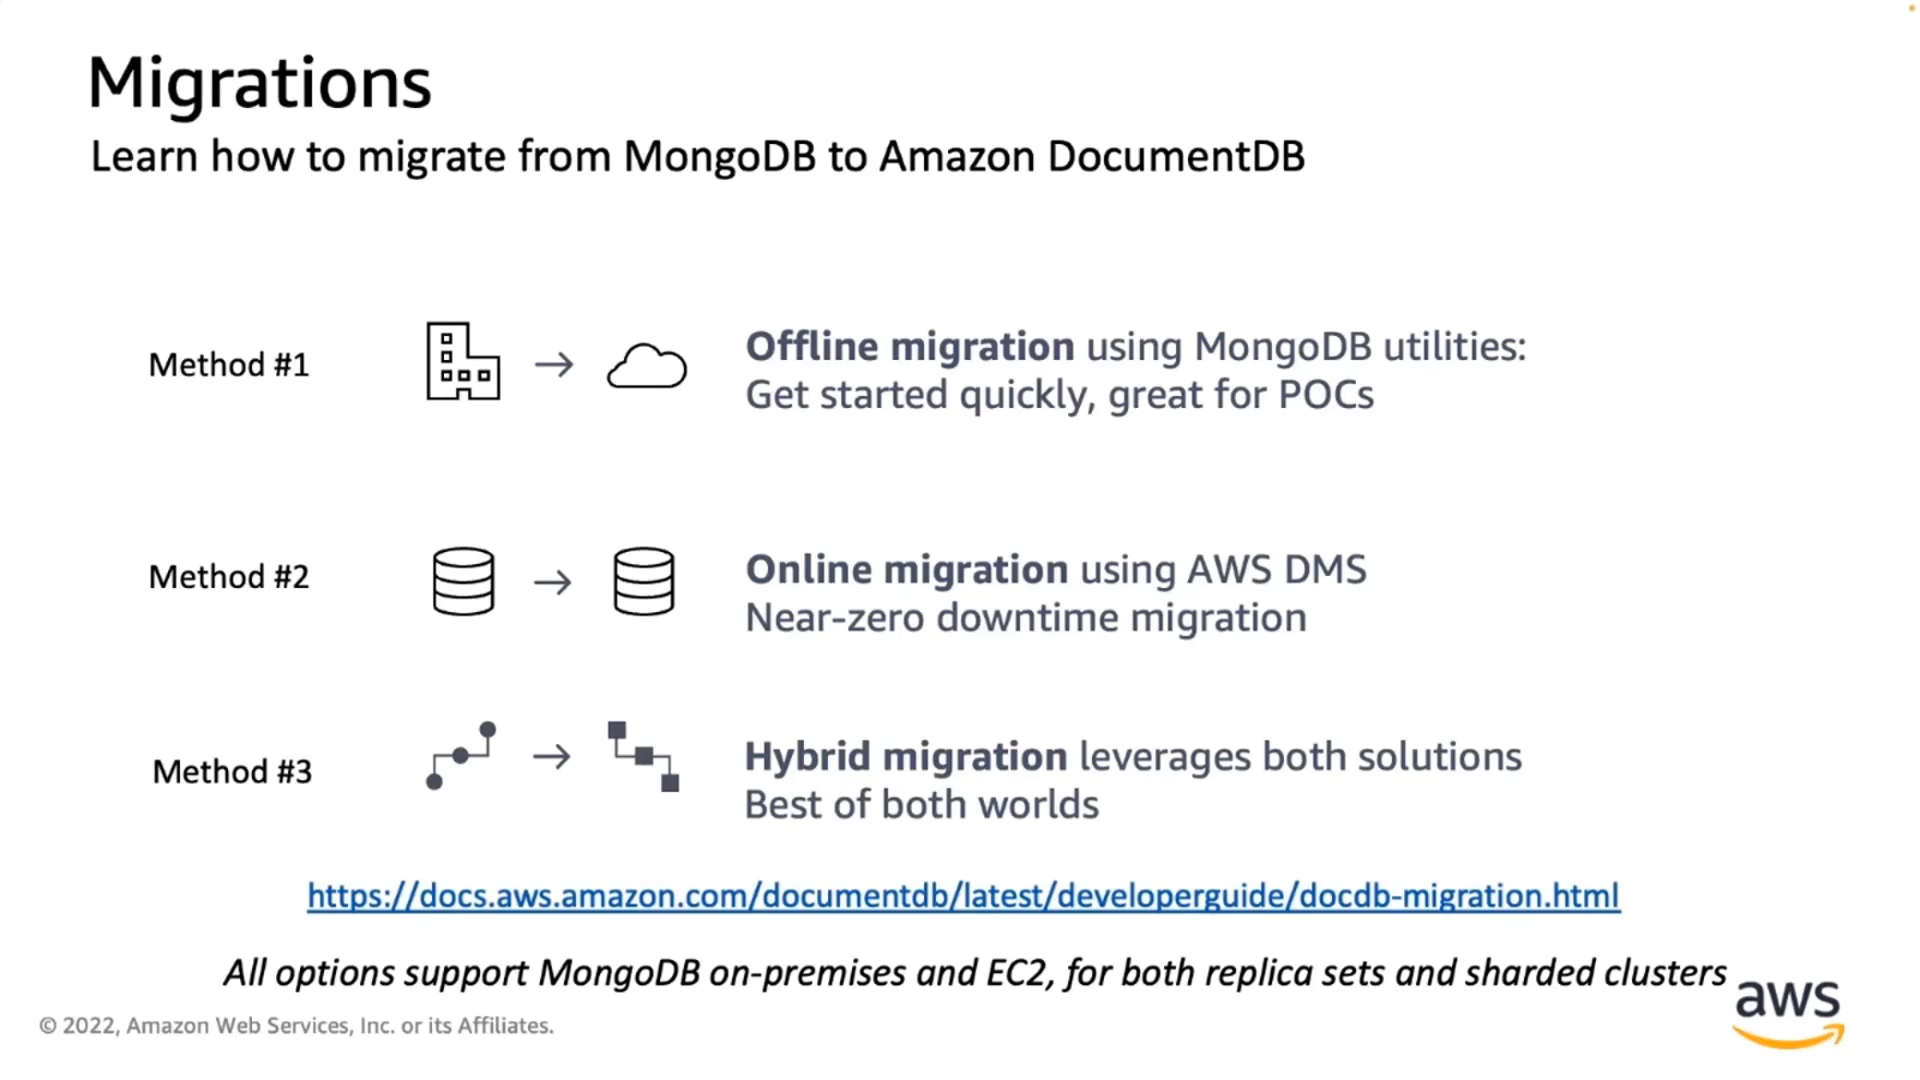 Migrations
Learn how to migrate from MongoDB to Amazon DocumentDB
Method #1
Offline migration using MongoDB utilities:
Get started quickly, great for POCs
Method #2
Online migration using AWS DMS
Near-zero downtime migration
Method #3
Hybrid migration leverages both solutions
Best of both worlds
https://docs.aws.amazon.com/documentdb/latest/developerguide/docdb-migration.html
All options support MongoDB on-premises and EC2, for both replica sets and sharded clusters
aws
© 2022, Amazon Web Services, Inc. or its Affiliates.